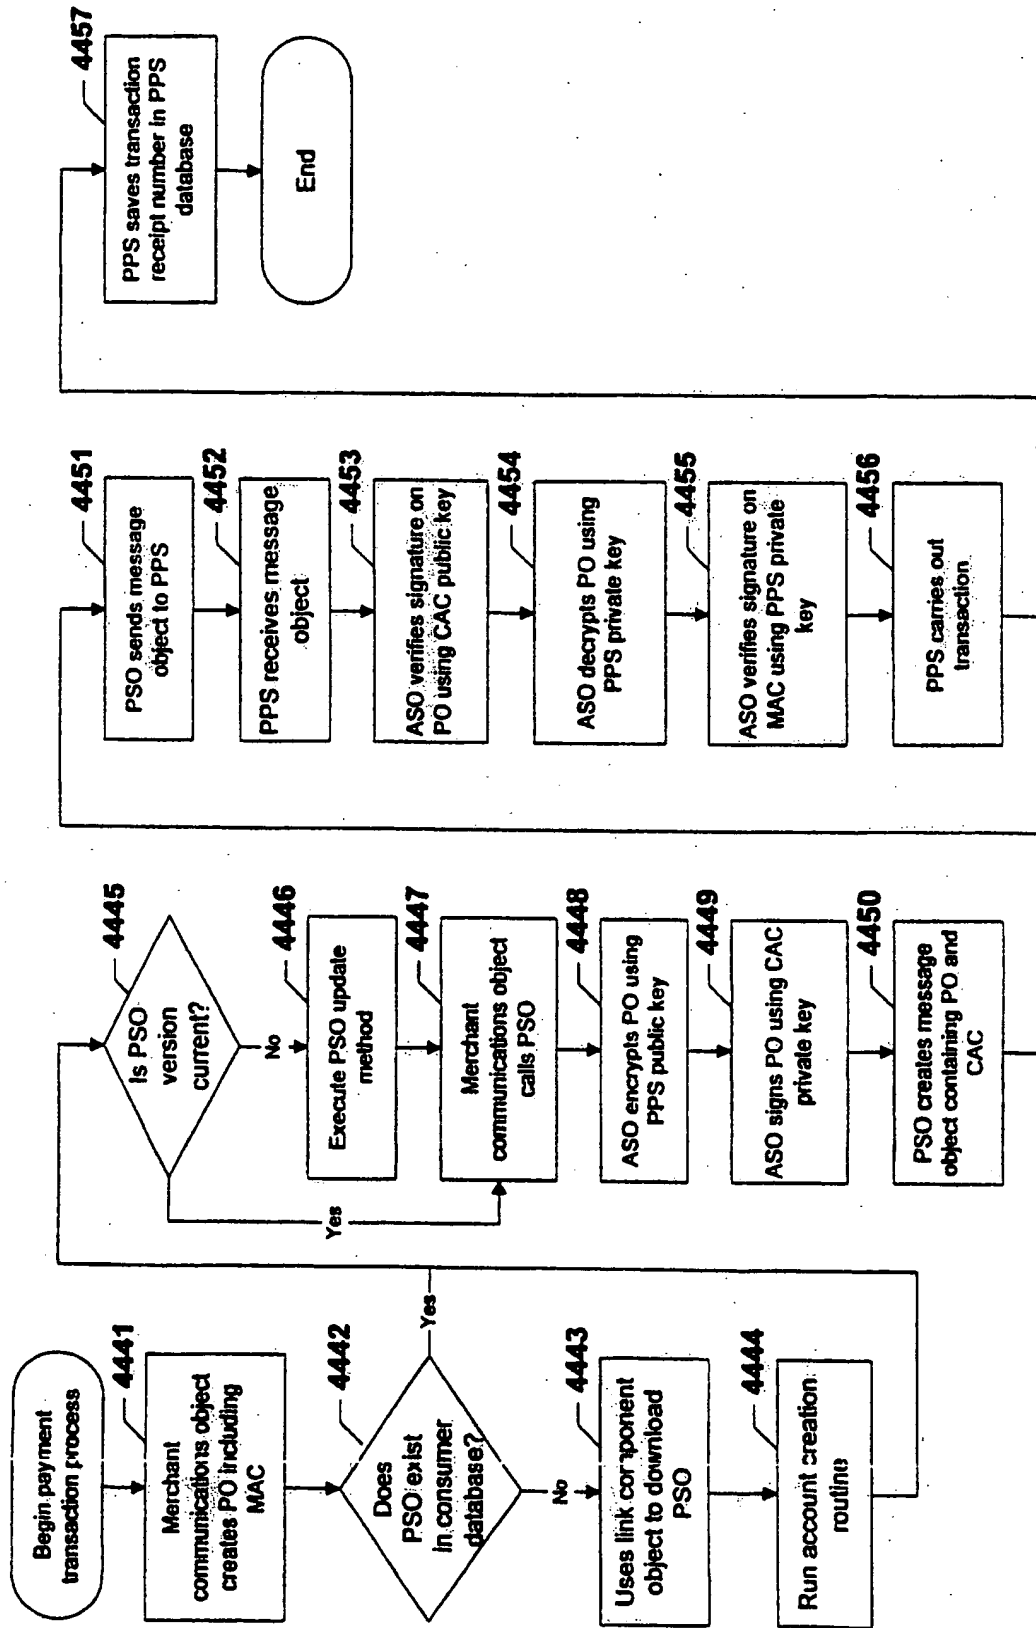 Begin payment
transaction process
4441
Merchant
communications object
creates PO including
MAC
4442
Does
PSO exist
in consumer
database?
Yes
No
4443
Uses link component
object to download
PSO
4444
Run account creation
routine
4445
Is PSO
version
current?
No
Yes
4446
Execute PSO update
method
4447
Merchant
communications object
calls PSO
4448
ASO encrypts PO using
PPS public key
4449
ASO signs PO using CAC
private key
4450
PSO creates message
object containing PO and
CAC
4451
PSO sends message
object to PPS
4452
PPS receives message
object
4453
ASO verifies signature on
PO using CAC public key
4454
ASO decrypts PO using
PPS private key
4455
ASO verifies signature on
MAC using PPS private
key
4456
PPS carries out
transaction
4457
PPS saves transaction
receipt number in PPS
database
End